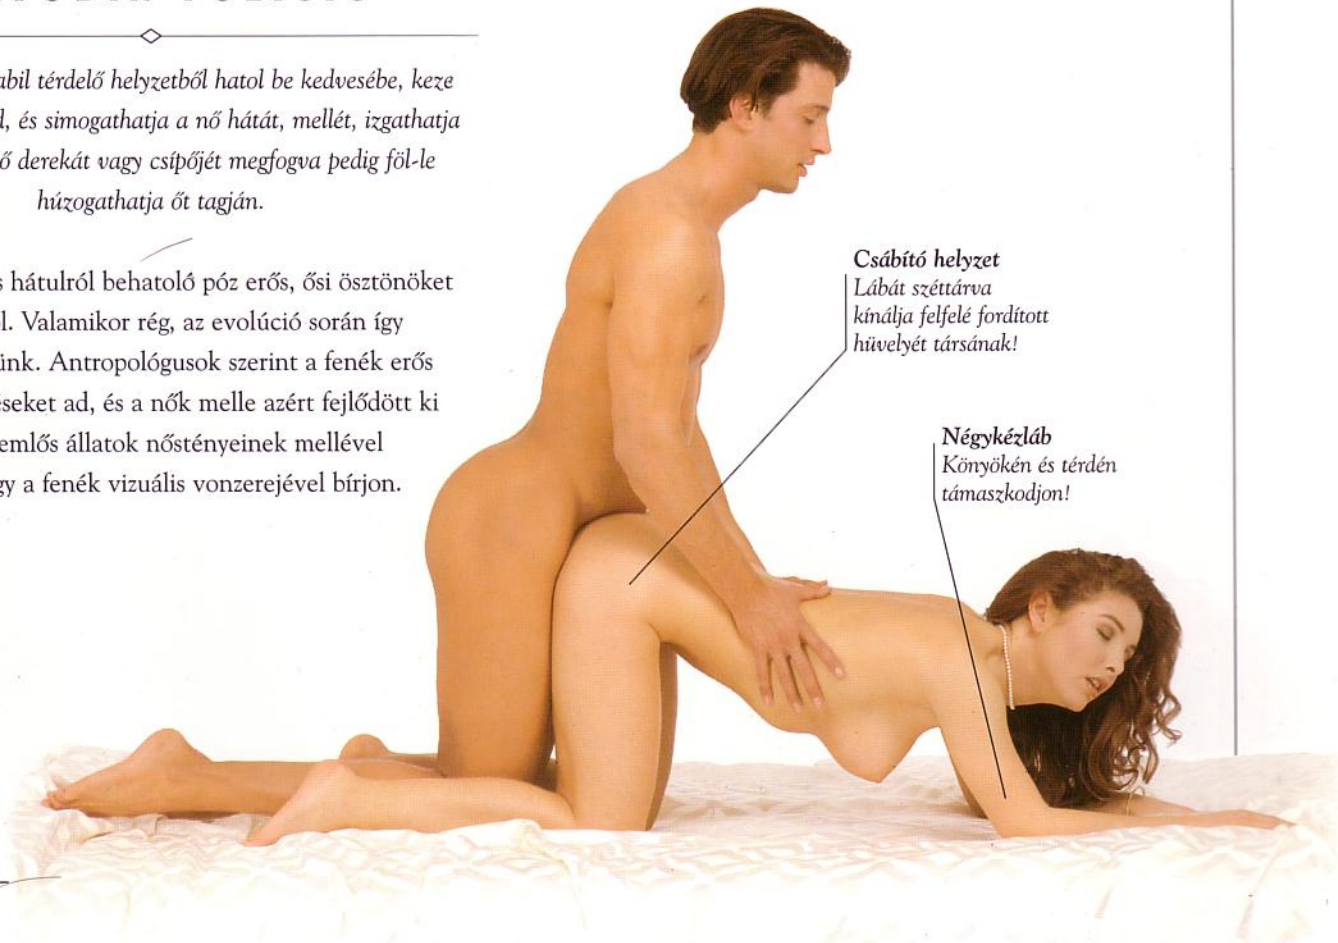 abil térdelő helyzetből hatol be kedvesébe, keze
, és simogathatja a nő hátát, mellét, izgathatja
ő derekát vagy csípőjét megfogva pedig föl-le
húzogathatja őt tagján.
s hátulról behatoló póz erős, ősi ösztönöket
l. Valamikor rég, az evolúció során így
ünk. Antropológusok szerint a fenék erős
éseket ad, és a nők melle azért fejlődött ki
emlős állatok nőstényeinek mellével
gy a fenék vizuális vonzerejével bírjon.
Csábító helyzet
Lábát széttárva
kínálja felfelé fordított
hüvelyét társának!
Négykézláb
Könyökén és térdén
támaszkodjon!